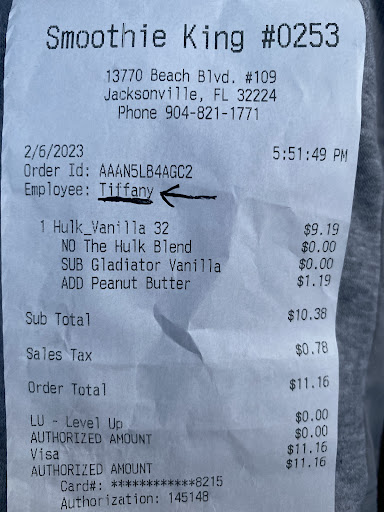 Smoothie King #0253
13770 Beach Blvd. #109
Jacksonville, FL 32224
Phone 904-821-1771
2/6/2023 5:51:49 PM
Order Id: AAAN5LB4AGC2
Employee: Tiffany
1 Hulk_Vanilla 32 $9.19
NO The Hulk Blend $0.00
SUB Gladiator Vanilla $0.00
ADD Peanut Butter $1.19
Sub Total $10.38
Sales Tax $0.78
Order Total $11.16
LU - Level Up $0.00
AUTHORIZED AMOUNT $0.00
Visa $11.16
AUTHORIZED AMOUNT $11.16
Card#: ************8215
Authorization: 145148